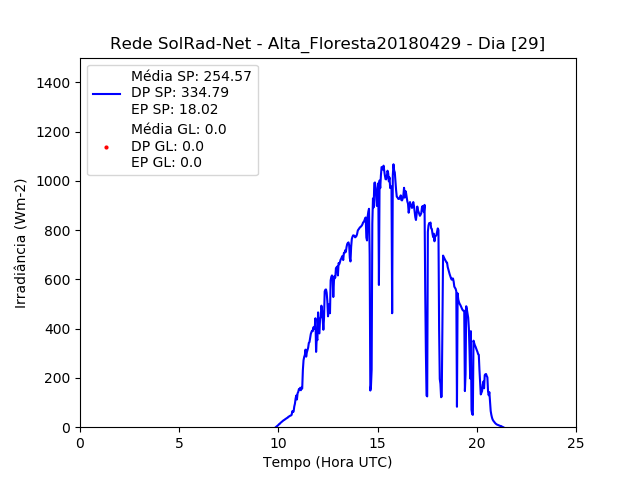 Rede SolRad-Net - Alta_Floresta20180429 - Dia [29]
Média SP: 254.57
DP SP: 334.79
EP SP: 18.02
Média GL: 0.0
DP GL: 0.0
EP GL: 0.0
Irradiância (Wm-2)
1400
1200
1000
800
600
400
200
0
0 5 10 15 20 25
Tempo (Hora UTC)